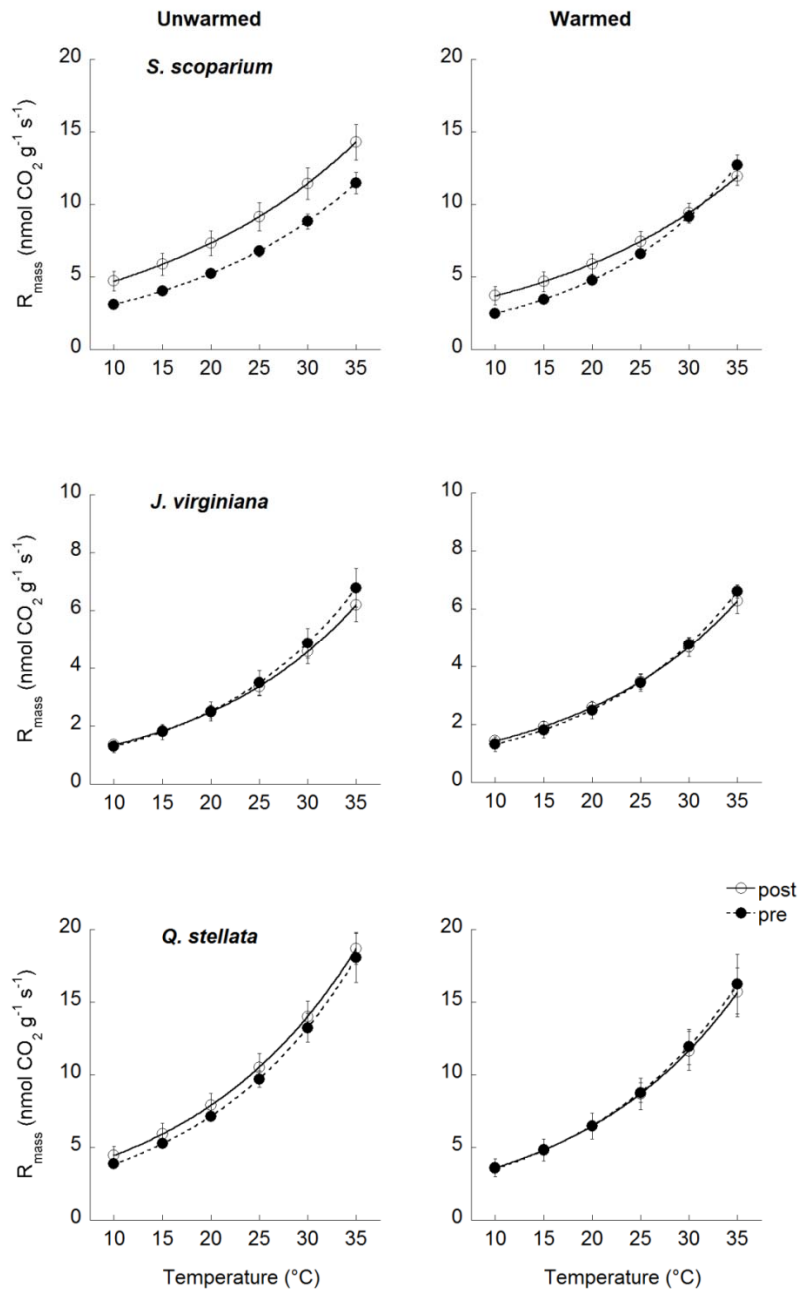 Unwarmed Warmed
S. scoparium
R_mass (nmol CO₂ g⁻¹ s⁻¹)
20 20
15 15
10 10
5 5
0 0
10 15 20 25 30 35 10 15 20 25 30 35
J. virginiana
R_mass (nmol CO₂ g⁻¹ s⁻¹)
10 10
8 8
6 6
4 4
2 2
0 0
10 15 20 25 30 35 10 15 20 25 30 35
post
pre
Q. stellata
R_mass (nmol CO₂ g⁻¹ s⁻¹)
20 20
15 15
10 10
5 5
0 0
10 15 20 25 30 35 10 15 20 25 30 35
Temperature (°C) Temperature (°C)